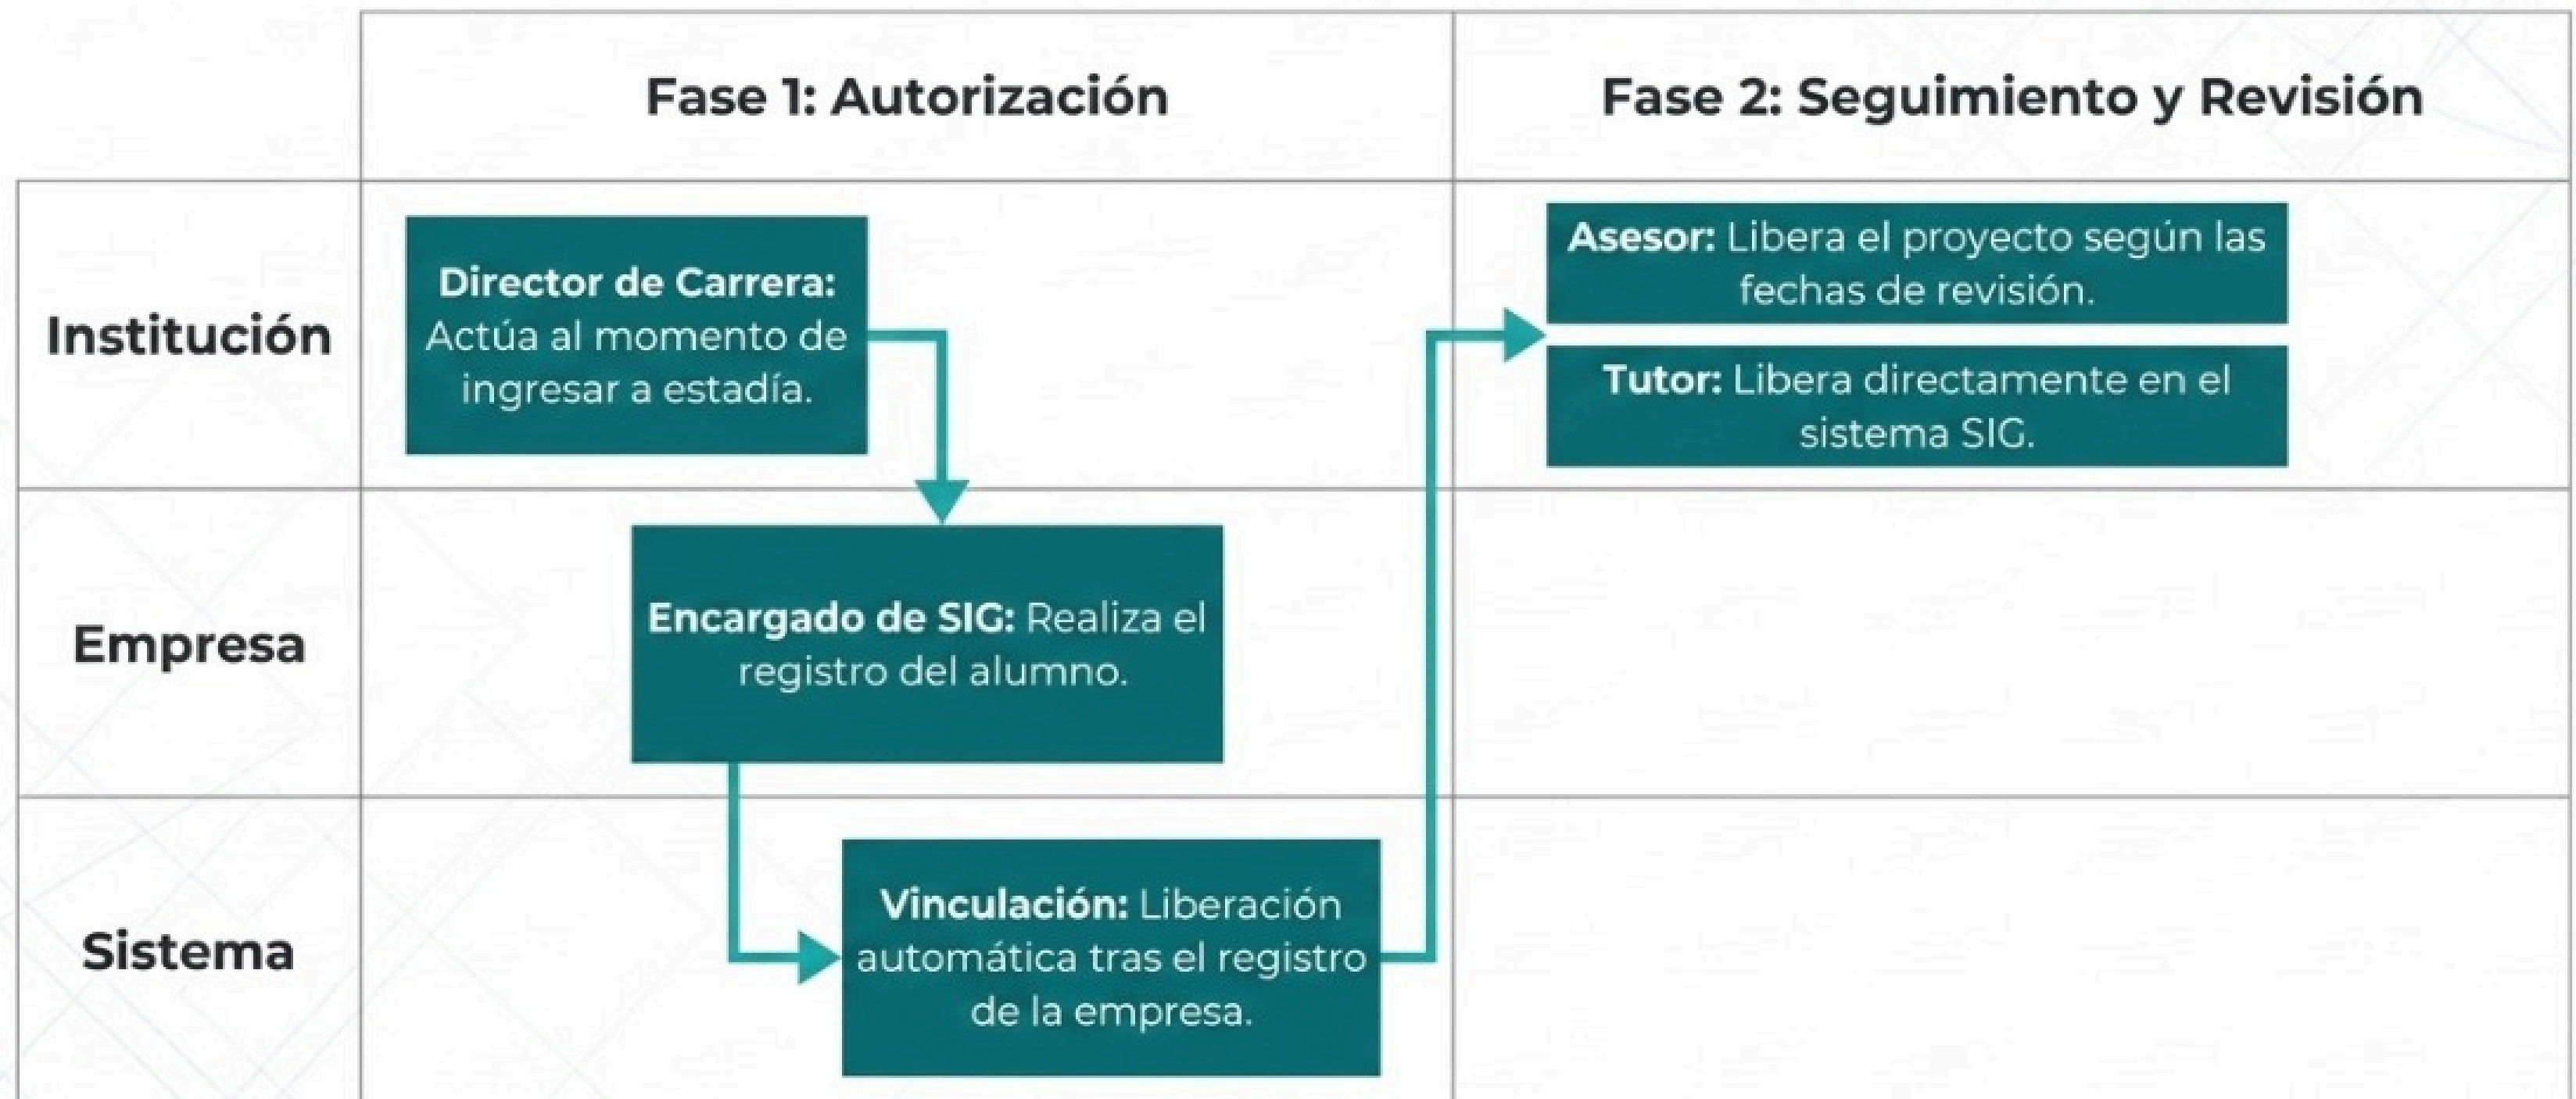 Fase 1: Autorización
Fase 2: Seguimiento y Revisión
Institución
Director de Carrera:
Actúa al momento de
ingresar a estadía.
Asesor: Libera el proyecto según las
fechas de revisión.
Tutor: Libera directamente en el
sistema SIG.
Empresa
Encargado de SIG: Realiza el
registro del alumno.
Sistema
Vinculación: Liberación
automática tras el registro
de la empresa.